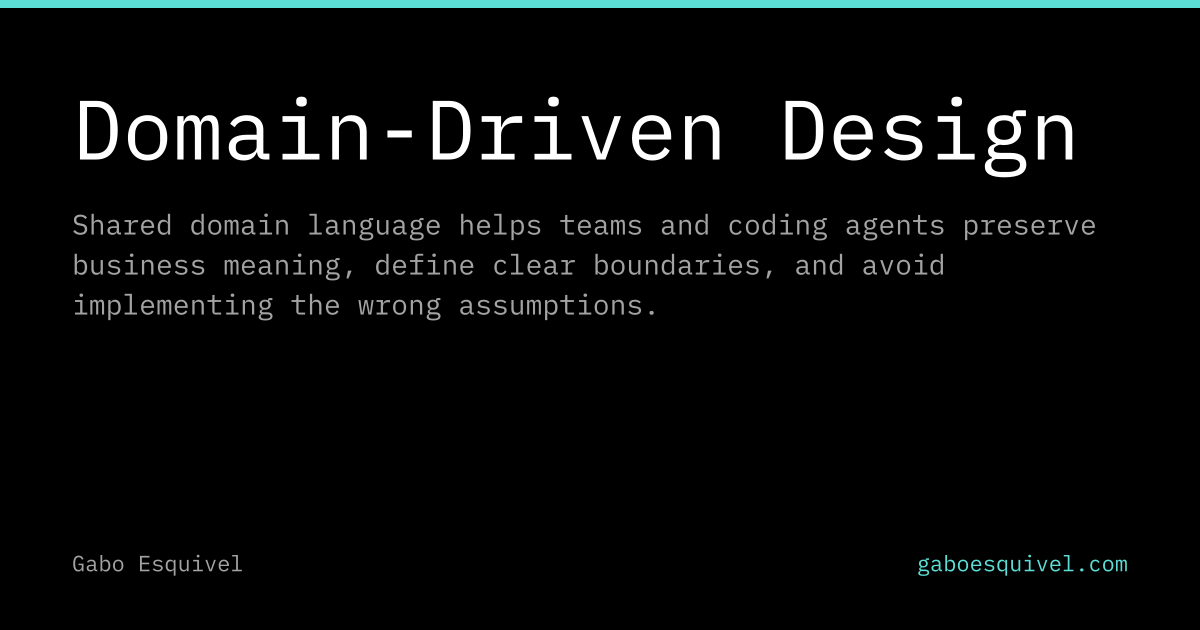 Domain-Driven Design
Shared domain language helps teams and coding agents preserve
business meaning, define clear boundaries, and avoid
implementing the wrong assumptions.
Gabo Esquivel
gaboesquivel.com